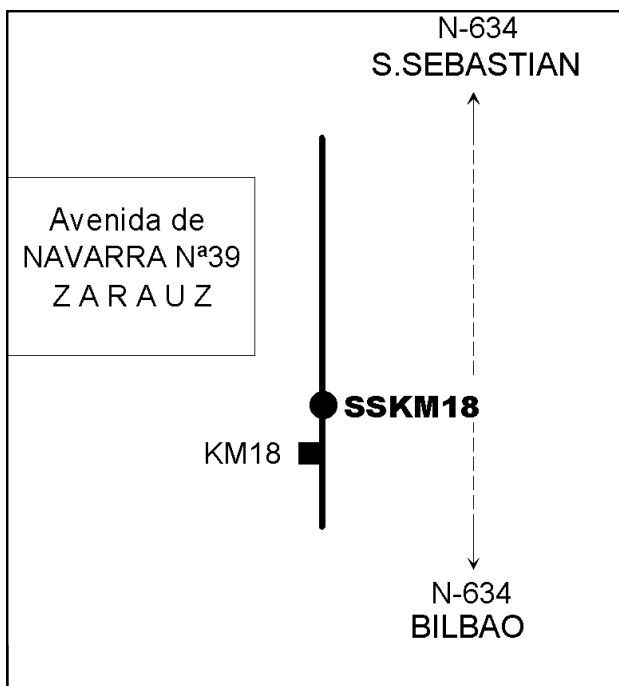 N-634
S.SEBASTIAN
Avenida de
NAVARRA Nª39
Z A R A U Z
SSKM18
KM18
N-634
BILBAO